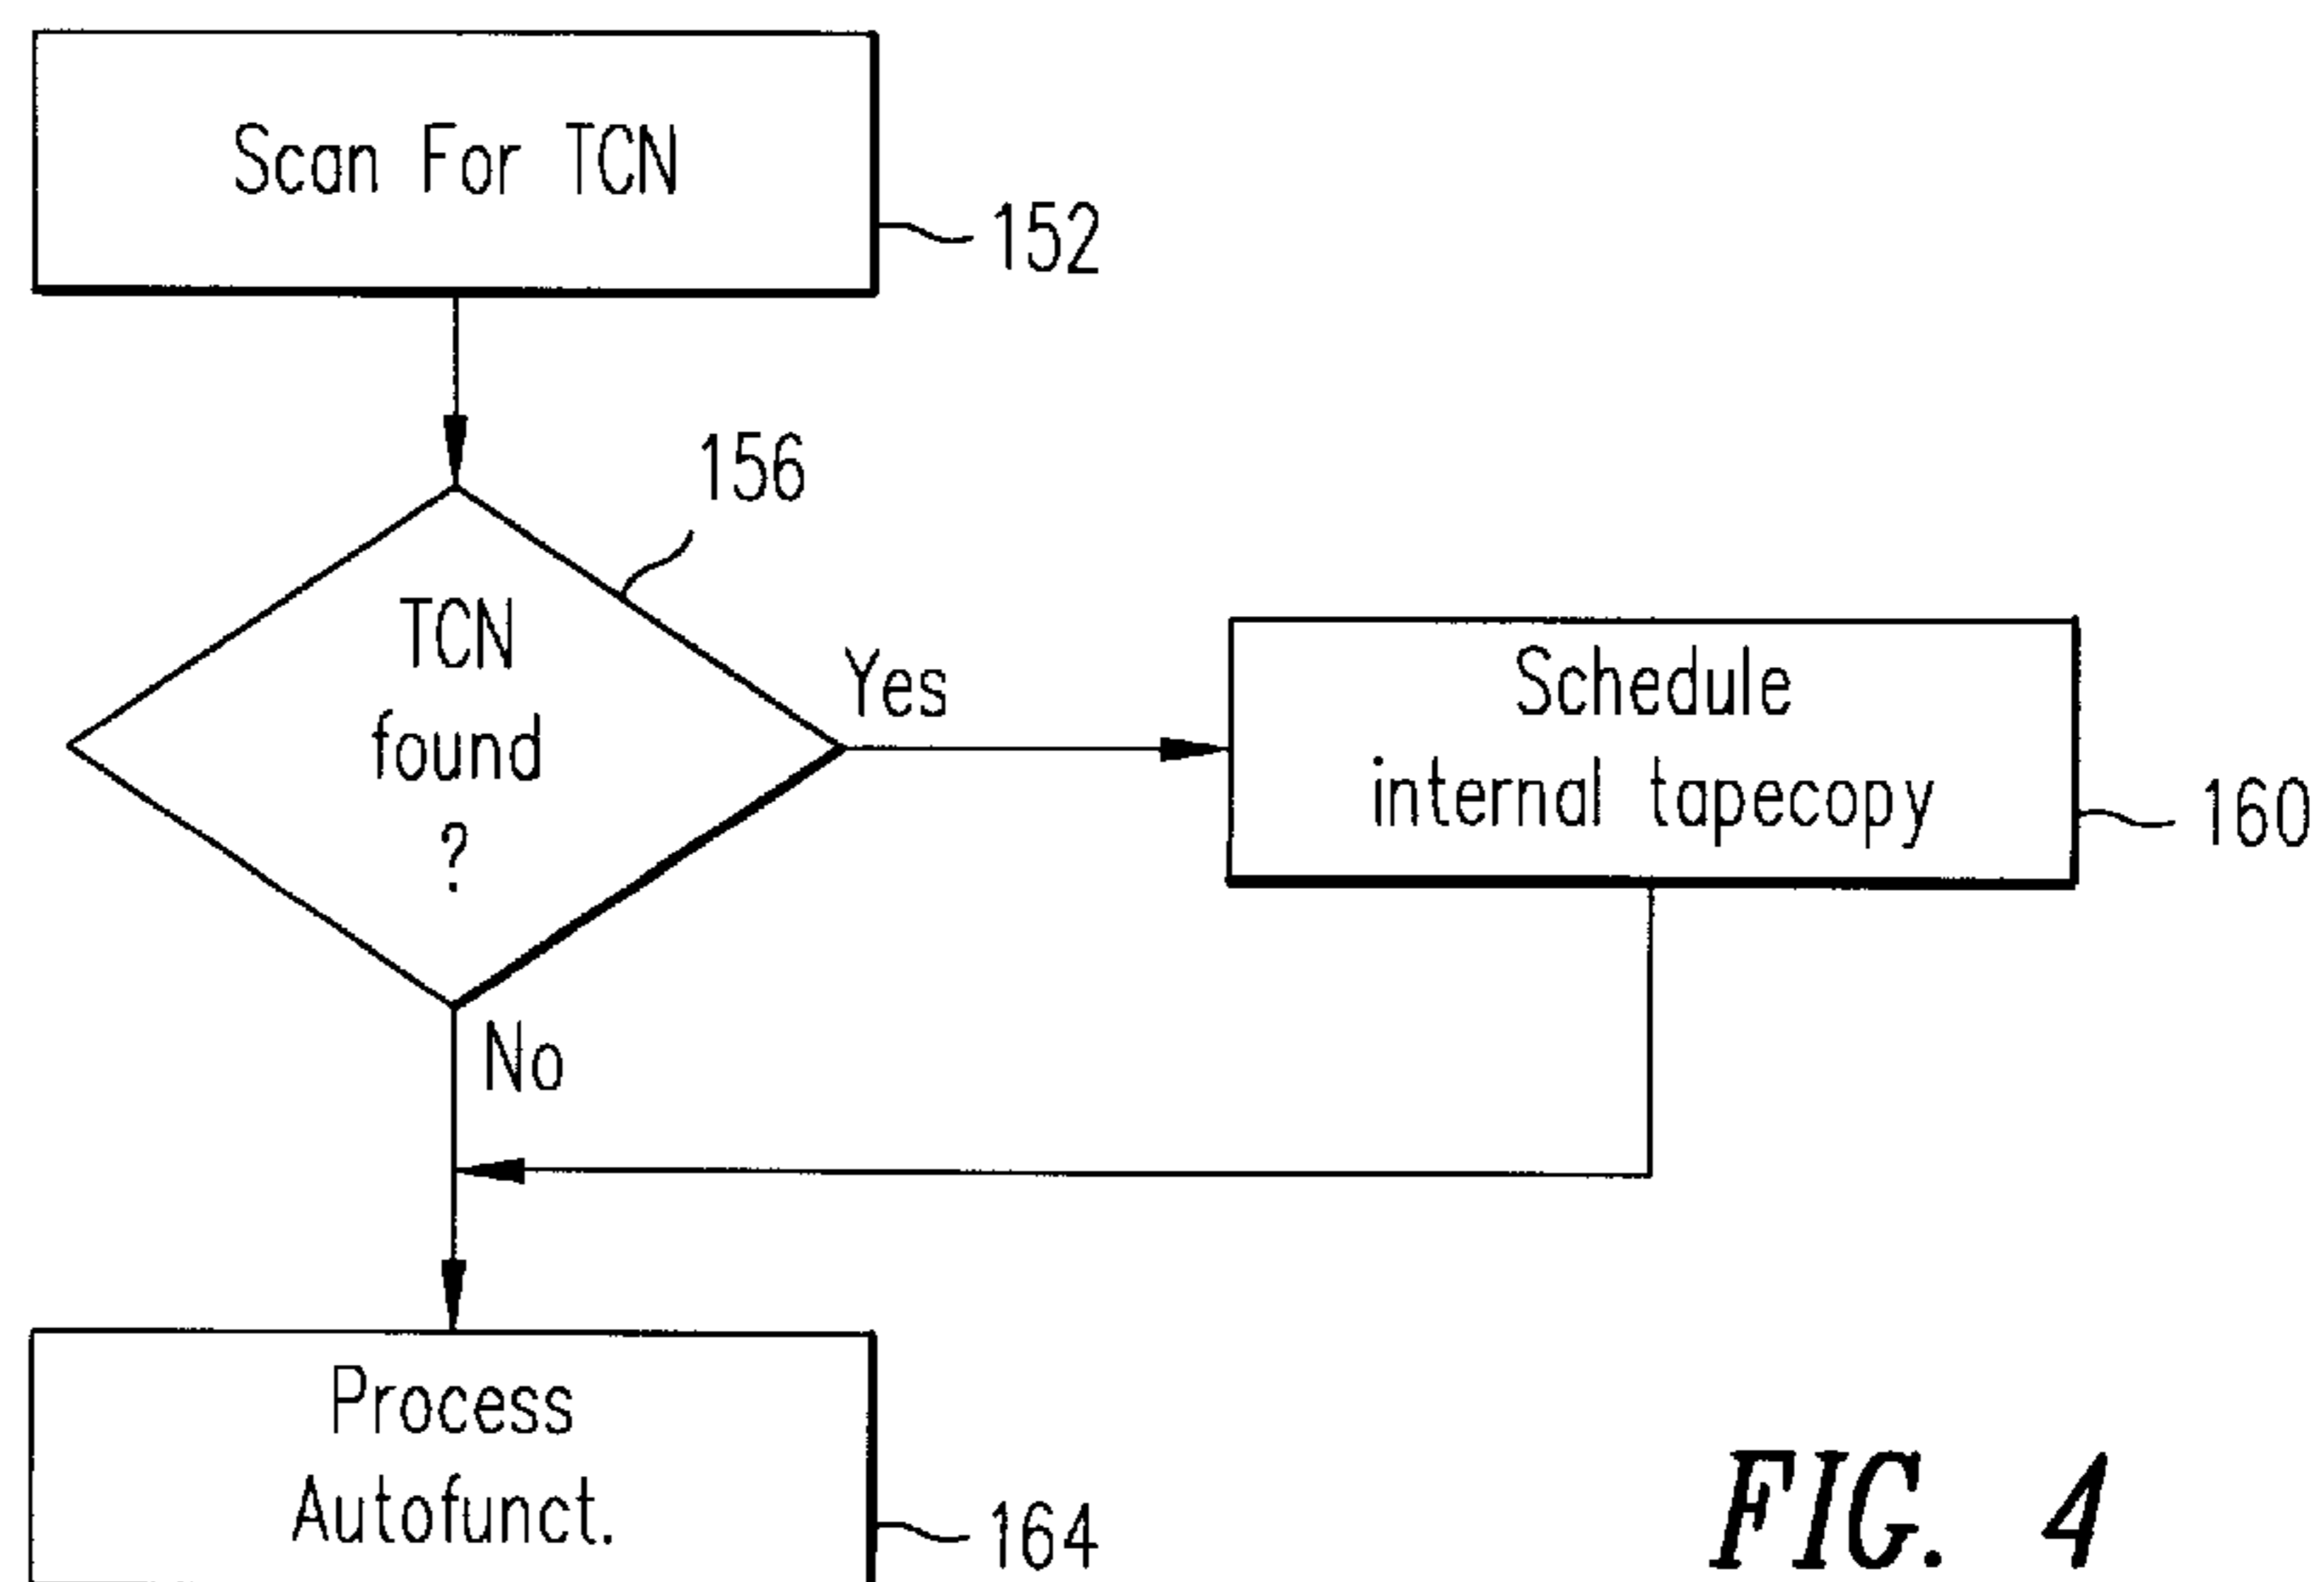 Scan For TCN
152
156
TCN
found
?
Yes
Schedule
internal tapecopy
160
No
Process
Autofunct.
164
FIG. 4